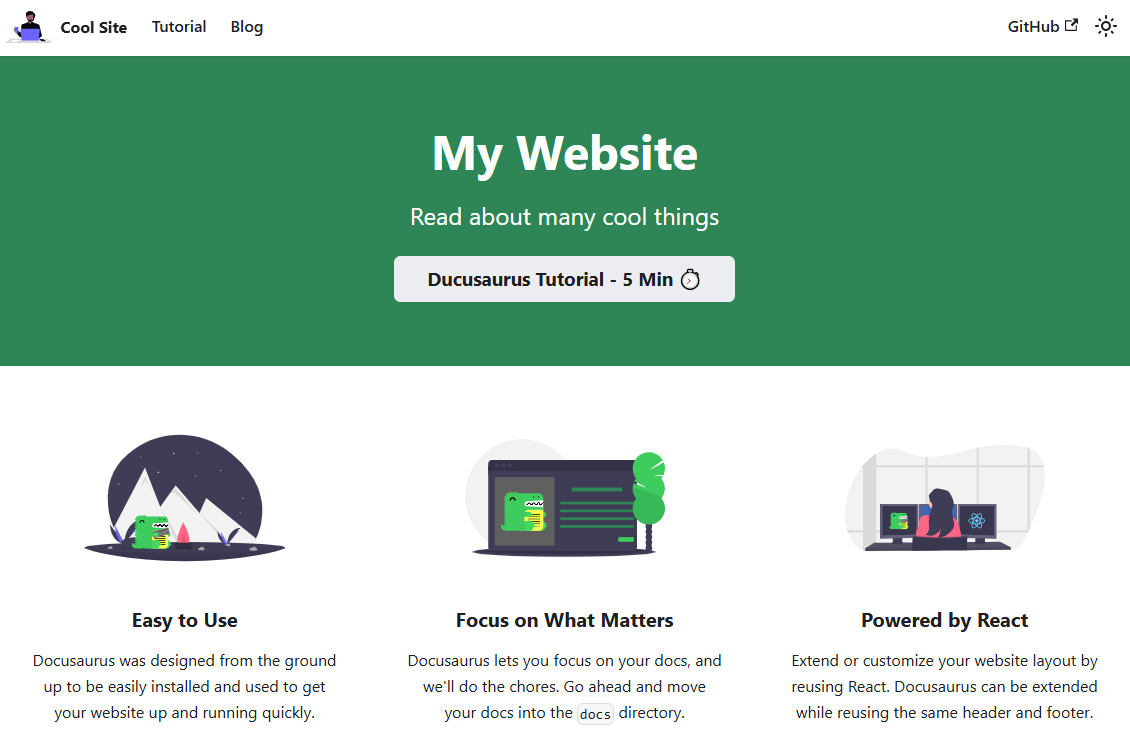 Cool Site Tutorial Blog GitHub
My Website
Read about many cool things
Ducusaurus Tutorial - 5 Min
Easy to Use
Docusaurus was designed from the ground
up to be easily installed and used to get
your website up and running quickly.
Focus on What Matters
Docusaurus lets you focus on your docs, and
we'll do the chores. Go ahead and move
your docs into the docs directory.
Powered by React
Extend or customize your website layout by
reusing React. Docusaurus can be extended
while reusing the same header and footer.